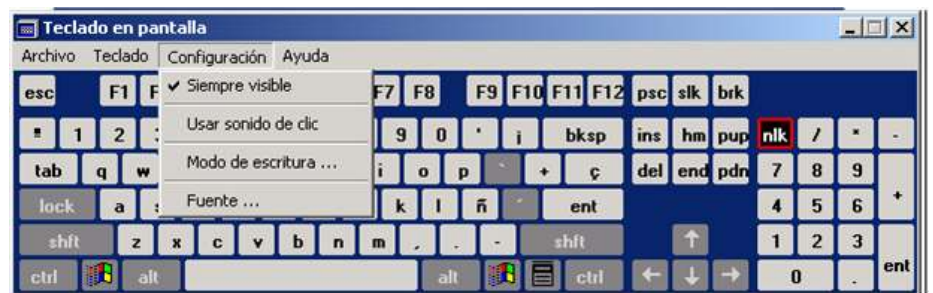 Teclado en pantalla
Archivo Teclado Configuración Ayuda
Siempre visible
Usar sonido de clic
Modo de escritura ...
Fuente ...
esc F1 F F7 F8 F9 F10 F11 F12 psc slk brk
1 2 9 0 ' ¡ bksp ins hm pup nlk / * -
tab q w i o p ` + ç del end pdn 7 8 9 +
lock a k l ñ ´ ent 4 5 6
shft z x c v b n m , . - shft ↑ 1 2 3 ent
ctrl alt alt ctrl ← ↓ → 0 .